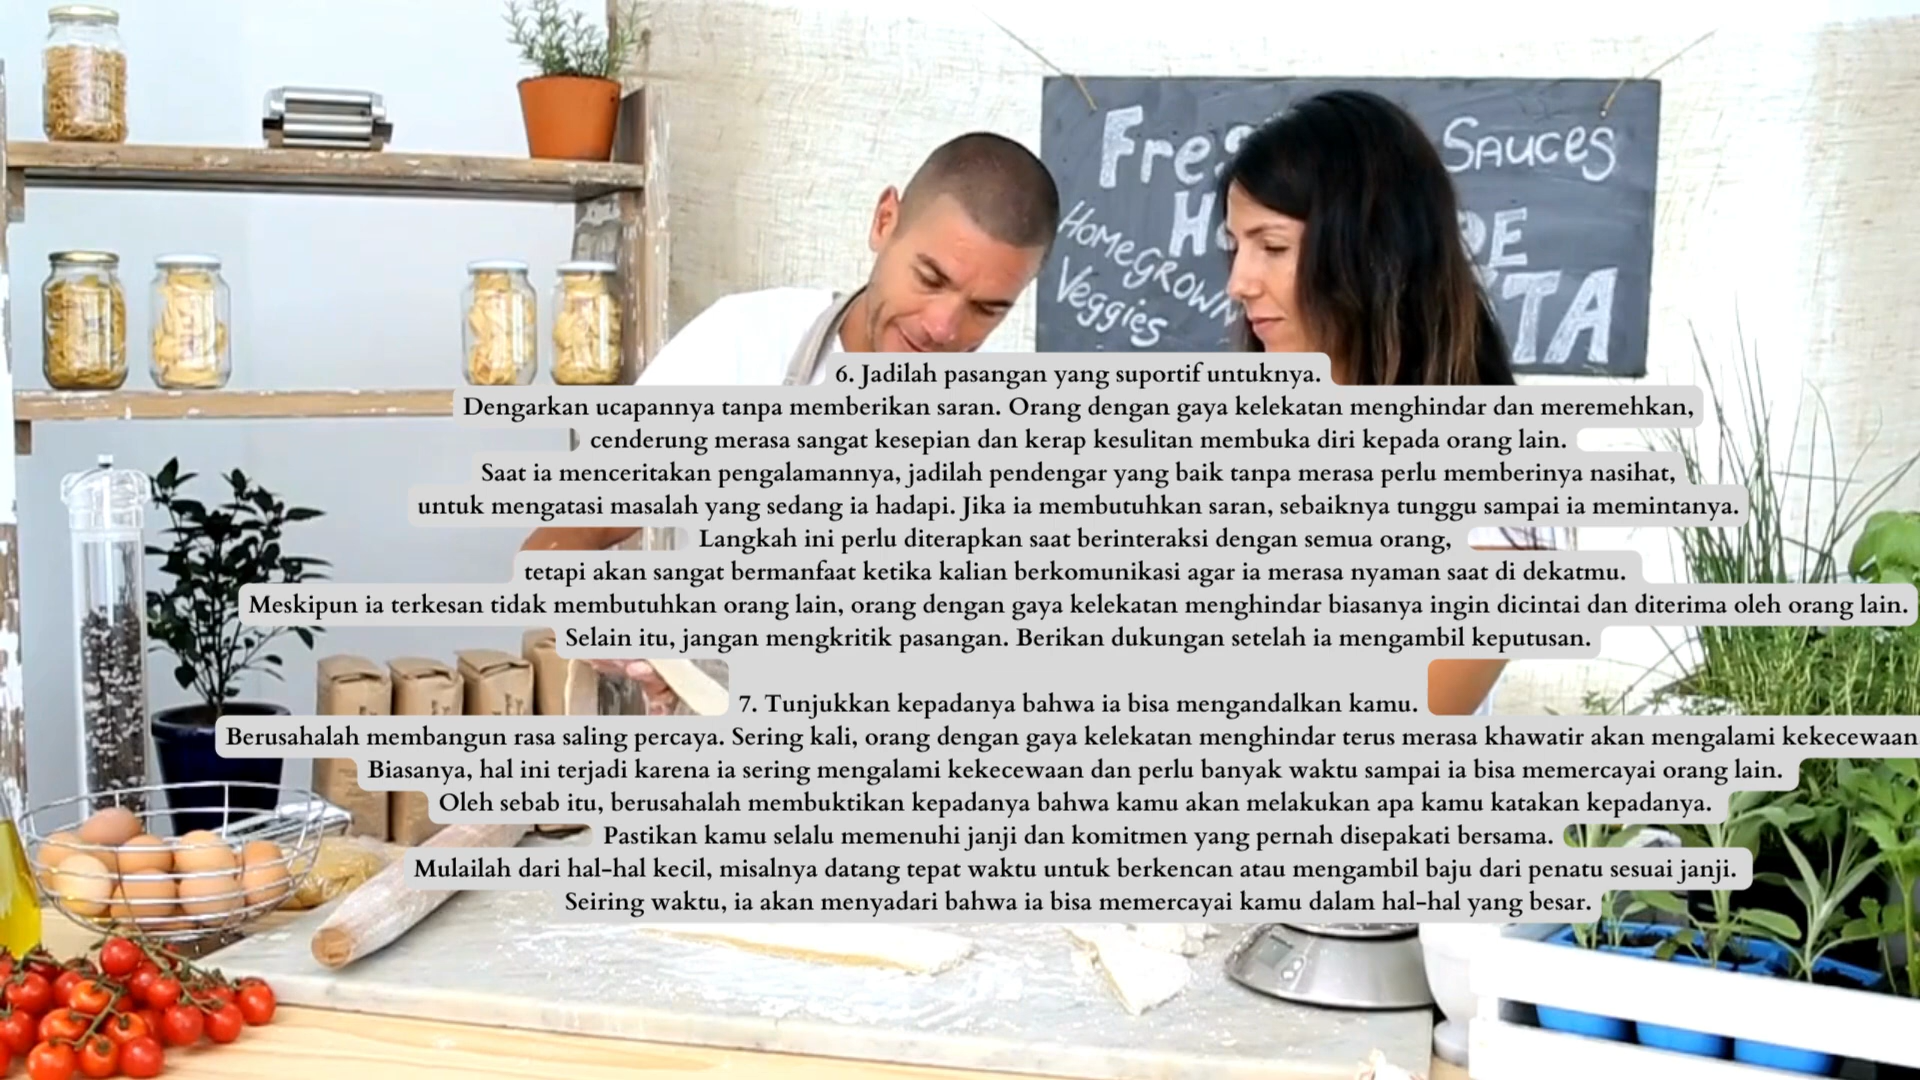 Fres Sauces
H DE
HOMEGROWN
Veggies
TA
6. Jadilah pasangan yang suportif untuknya.
Dengarkan ucapannya tanpa memberikan saran. Orang dengan gaya kelekatan menghindar dan meremehkan,
cenderung merasa sangat kesepian dan kerap kesulitan membuka diri kepada orang lain.
Saat ia menceritakan pengalamannya, jadilah pendengar yang baik tanpa merasa perlu memberinya nasihat,
untuk mengatasi masalah yang sedang ia hadapi. Jika ia membutuhkan saran, sebaiknya tunggu sampai ia memintanya.
Langkah ini perlu diterapkan saat berinteraksi dengan semua orang,
tetapi akan sangat bermanfaat ketika kalian berkomunikasi agar ia merasa nyaman saat di dekatmu.
Meskipun ia terkesan tidak membutuhkan orang lain, orang dengan gaya kelekatan menghindar biasanya ingin dicintai dan diterima oleh orang lain.
Selain itu, jangan mengkritik pasangan. Berikan dukungan setelah ia mengambil keputusan.
7. Tunjukkan kepadanya bahwa ia bisa mengandalkan kamu.
Berusahalah membangun rasa saling percaya. Sering kali, orang dengan gaya kelekatan menghindar terus merasa khawatir akan mengalami kekecewaan
Biasanya, hal ini terjadi karena ia sering mengalami kekecewaan dan perlu banyak waktu sampai ia bisa memercayai orang lain.
Oleh sebab itu, berusahalah membuktikan kepadanya bahwa kamu akan melakukan apa kamu katakan kepadanya.
Pastikan kamu selalu memenuhi janji dan komitmen yang pernah disepakati bersama.
Mulailah dari hal-hal kecil, misalnya datang tepat waktu untuk berkencan atau mengambil baju dari penatu sesuai janji.
Seiring waktu, ia akan menyadari bahwa ia bisa memercayai kamu dalam hal-hal yang besar.